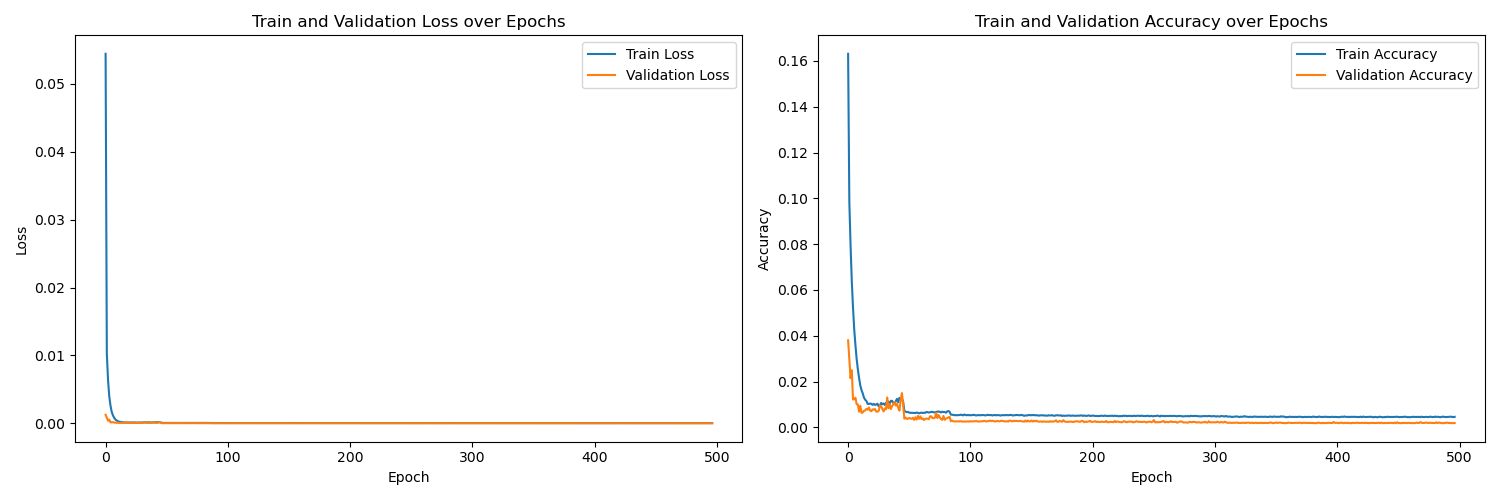 Train and Validation Loss over Epochs
Train Loss
Validation Loss
0.05
0.04
0.03
0.02
0.01
0.00
Loss
0
100
200
300
400
500
Epoch
Train and Validation Accuracy over Epochs
Train Accuracy
Validation Accuracy
0.16
0.14
0.12
0.10
0.08
0.06
0.04
0.02
0.00
Accuracy
0
100
200
300
400
500
Epoch